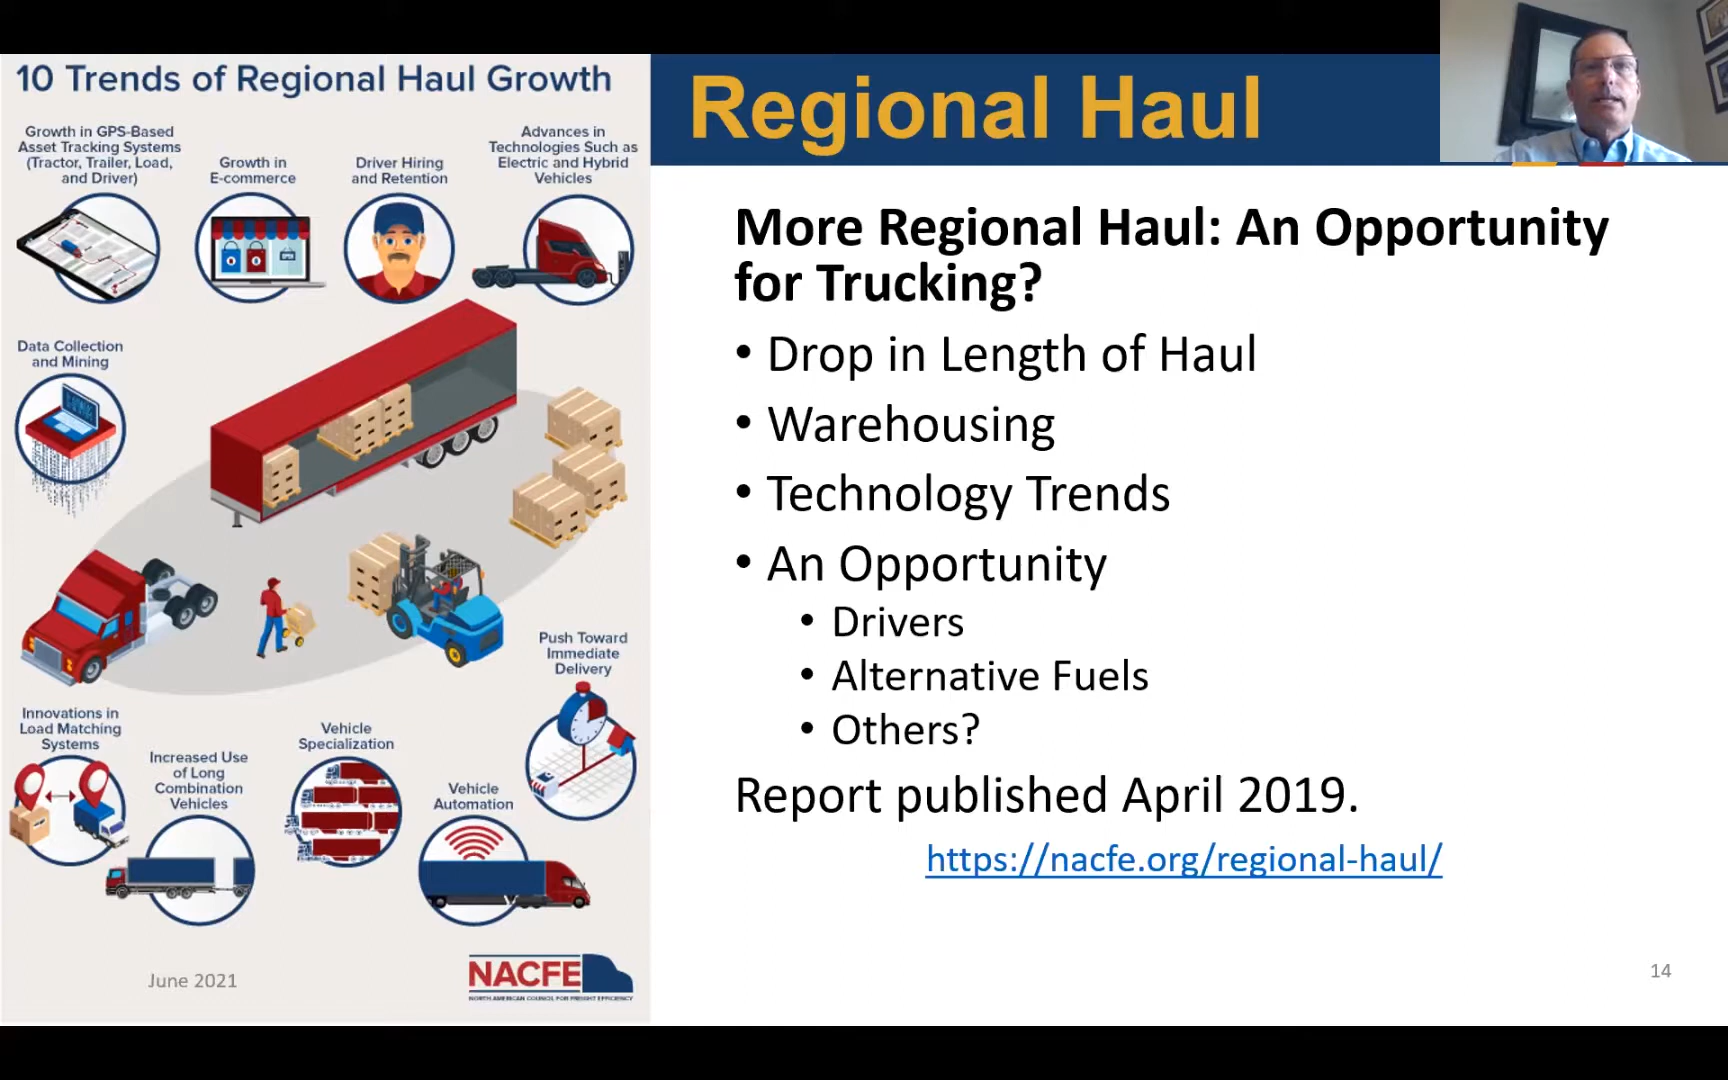 10 Trends of Regional Haul Growth
Growth in GPS-Based
Asset Tracking Systems
(Tractor, Trailer, Load,
and Driver)
Growth in
E-commerce
Driver Hiring
and Retention
Advances in
Technologies Such as
Electric and Hybrid
Vehicles
Data Collection
and Mining
Push Toward
Immediate
Delivery
Innovations in
Load Matching
Systems
Increased Use
of Long
Combination
Vehicles
Vehicle
Specialization
Vehicle
Automation
June 2021
NACFE
NORTH AMERICAN COUNCIL FOR FREIGHT EFFICIENCY
Regional Haul
More Regional Haul: An Opportunity
for Trucking?
• Drop in Length of Haul
• Warehousing
• Technology Trends
• An Opportunity
• Drivers
• Alternative Fuels
• Others?
Report published April 2019.
https://nacfe.org/regional-haul/
14